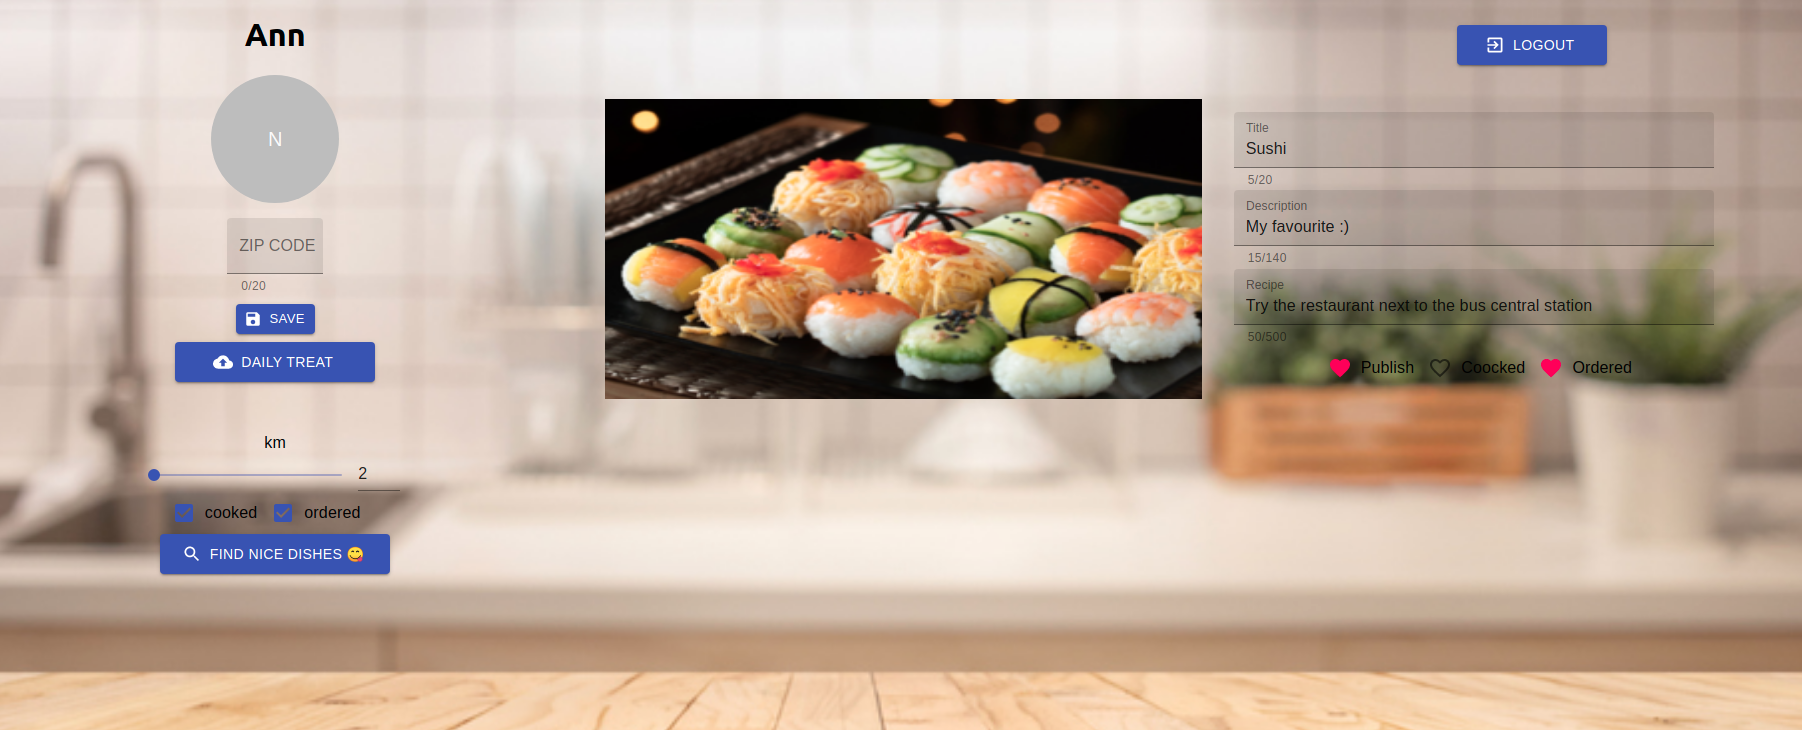 Ann
N
ZIP CODE
0/20
SAVE
DAILY TREAT
km
2
cooked ordered
FIND NICE DISHES 😋
LOGOUT
Title
Sushi
5/20
Description
My favourite :)
15/140
Recipe
Try the restaurant next to the bus central station
50/500
Publish Coocked Ordered